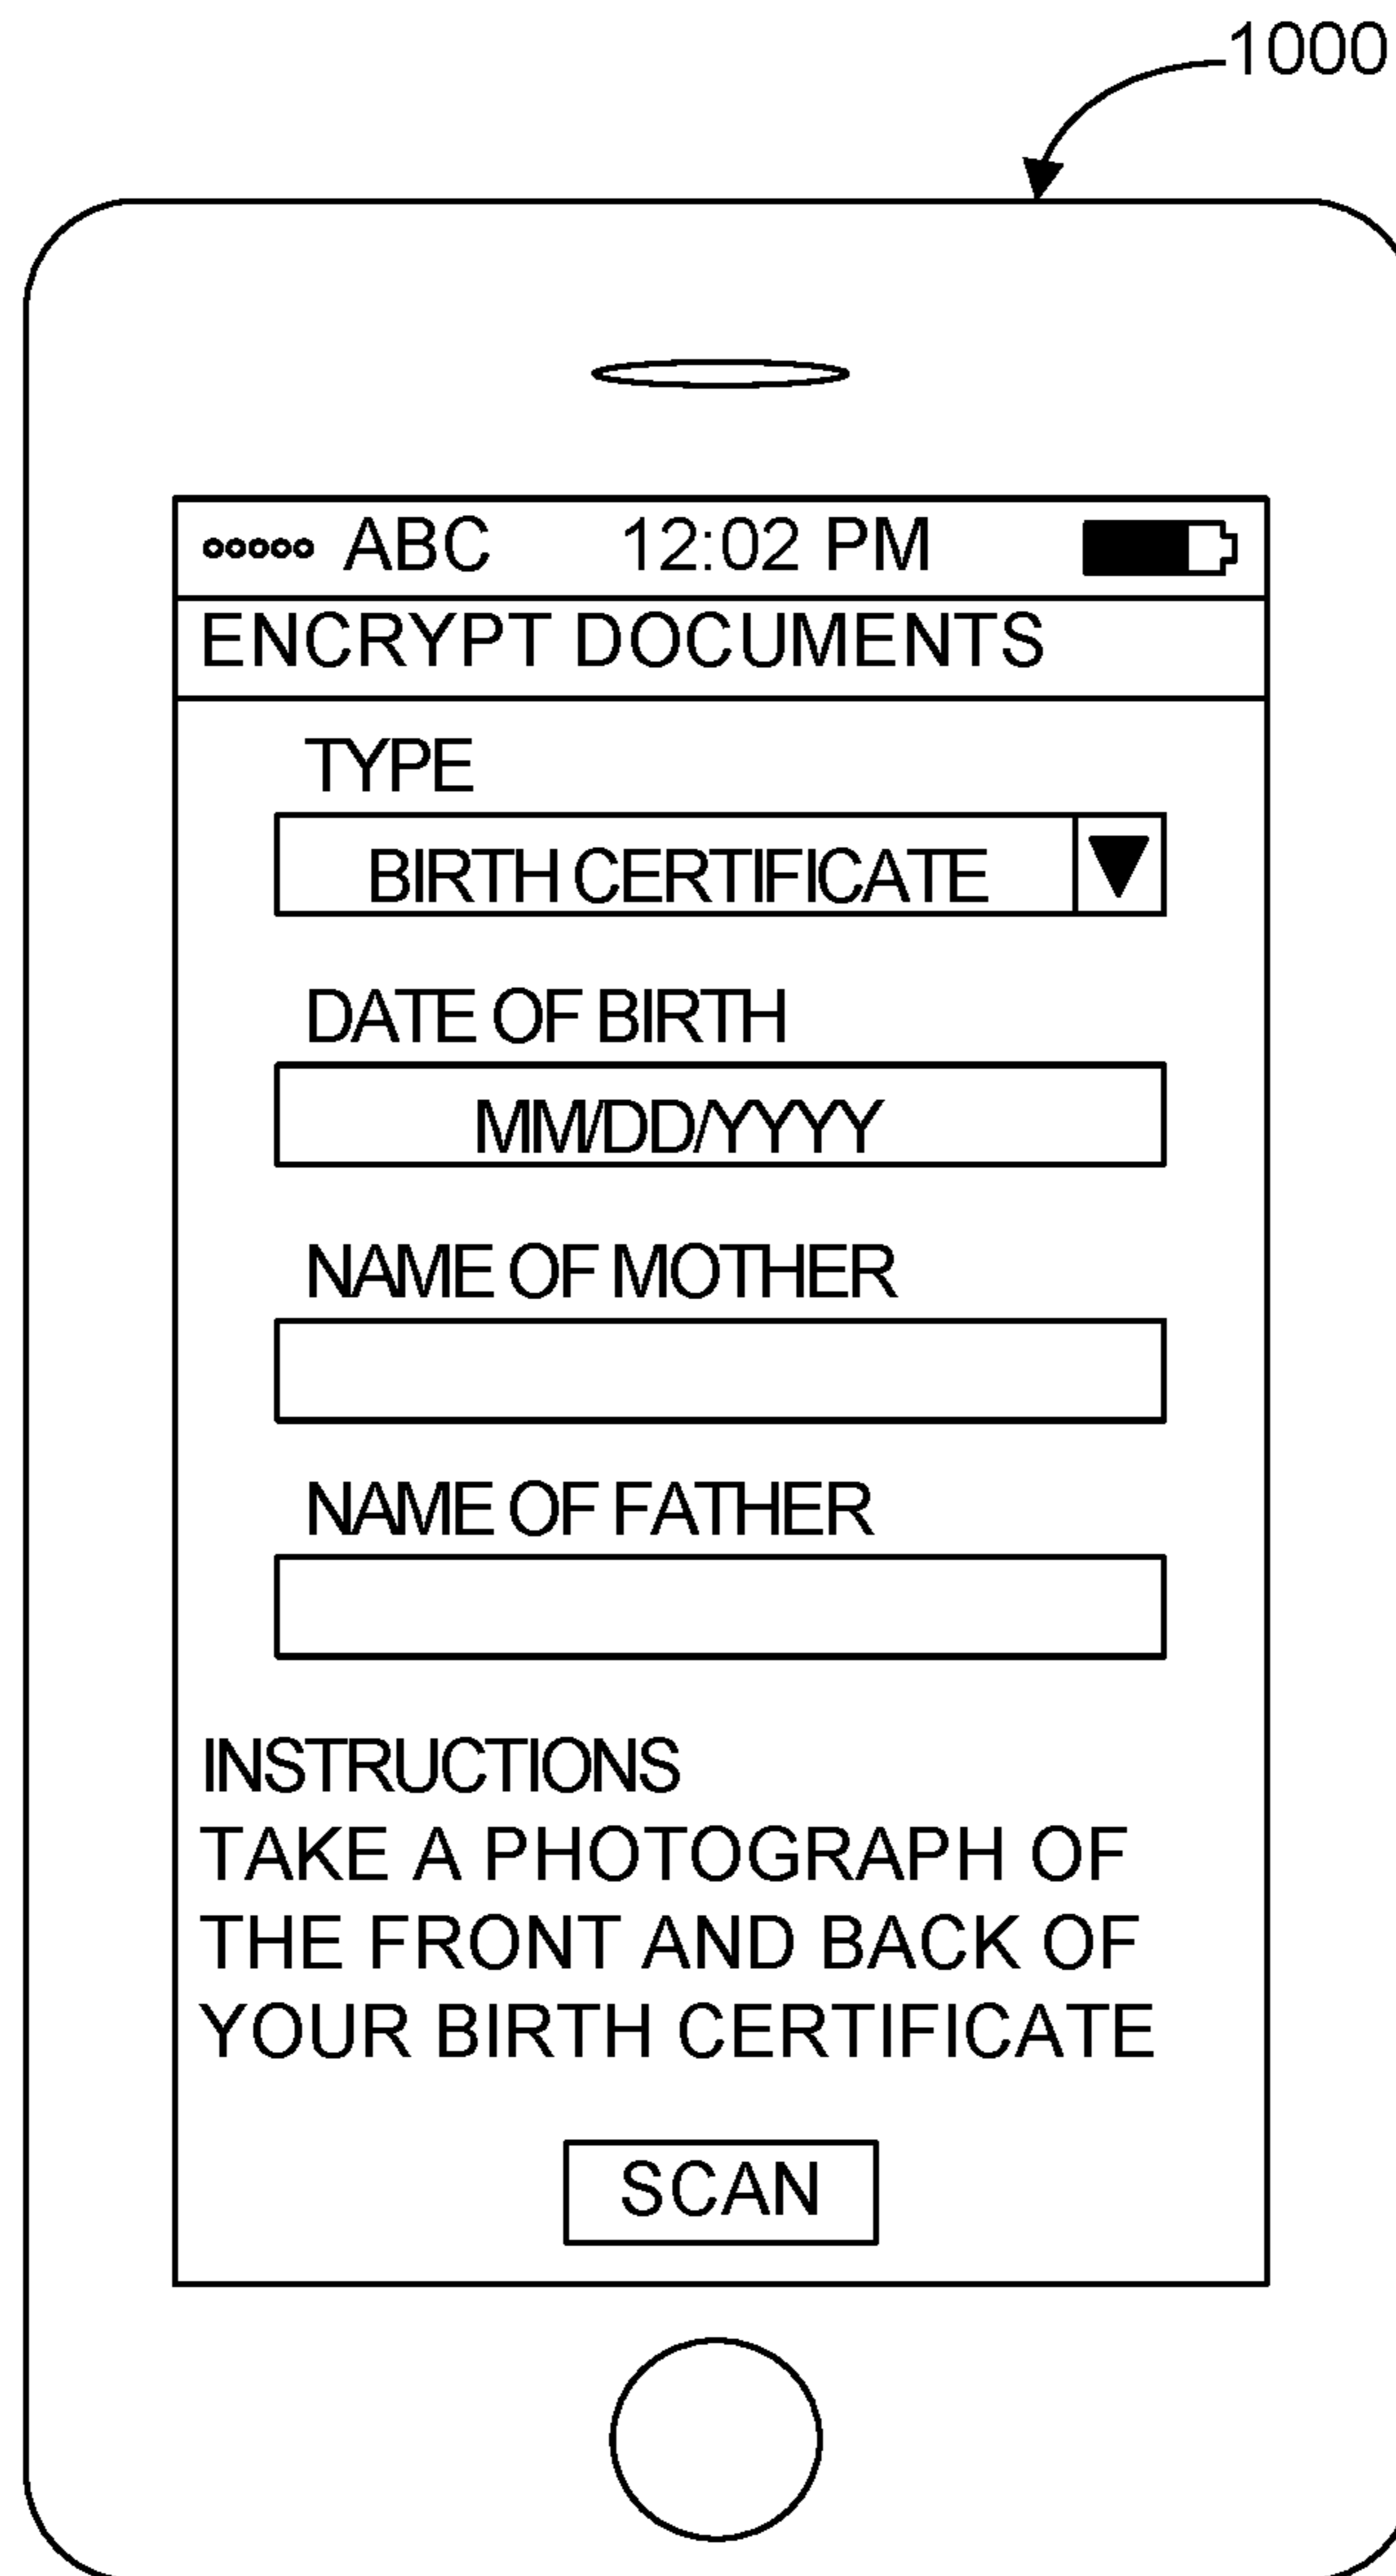 1000
ABC 12:02 PM
ENCRYPT DOCUMENTS
TYPE
BIRTH CERTIFICATE
DATE OF BIRTH
MM/DD/YYYY
NAME OF MOTHER
NAME OF FATHER
INSTRUCTIONS
TAKE A PHOTOGRAPH OF
THE FRONT AND BACK OF
YOUR BIRTH CERTIFICATE
SCAN